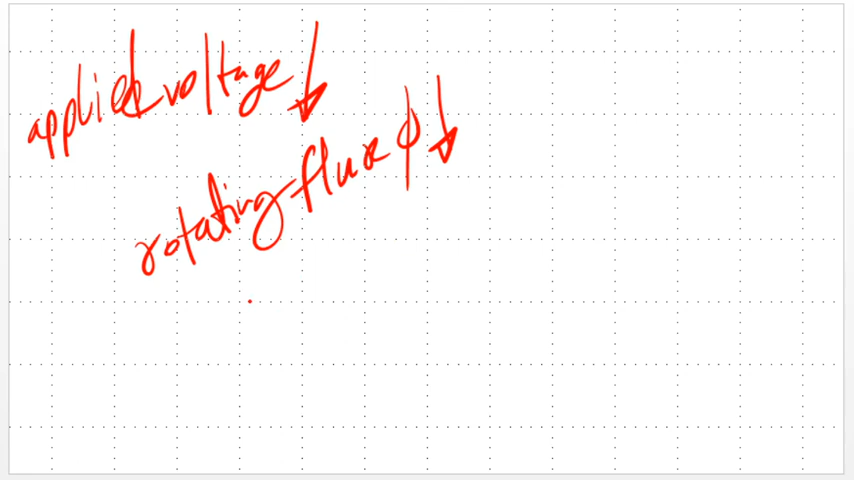 applied voltage ↓
rotating flux ϕ ↓